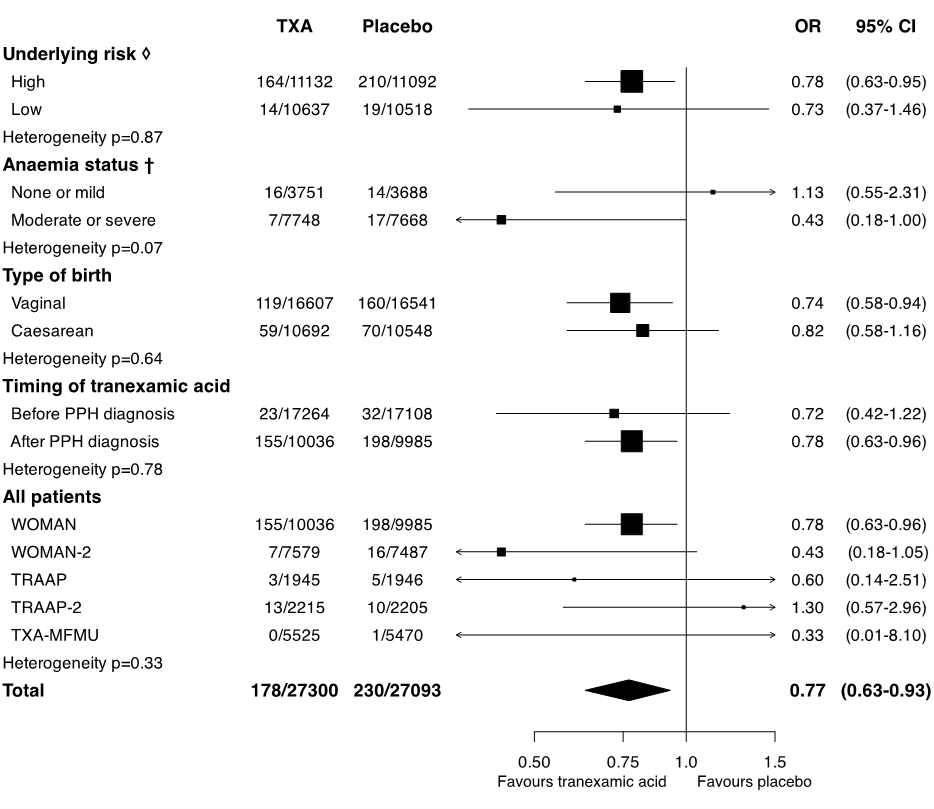 TXA Placebo OR 95% CI
Underlying risk ◊
High 164/11132 210/11092 0.78 (0.63-0.95)
Low 14/10637 19/10518 0.73 (0.37-1.46)
Heterogeneity p=0.87
Anaemia status †
None or mild 16/3751 14/3688 1.13 (0.55-2.31)
Moderate or severe 7/7748 17/7668 0.43 (0.18-1.00)
Heterogeneity p=0.07
Type of birth
Vaginal 119/16607 160/16541 0.74 (0.58-0.94)
Caesarean 59/10692 70/10548 0.82 (0.58-1.16)
Heterogeneity p=0.64
Timing of tranexamic acid
Before PPH diagnosis 23/17264 32/17108 0.72 (0.42-1.22)
After PPH diagnosis 155/10036 198/9985 0.78 (0.63-0.96)
Heterogeneity p=0.78
All patients
WOMAN 155/10036 198/9985 0.78 (0.63-0.96)
WOMAN-2 7/7579 16/7487 0.43 (0.18-1.05)
TRAAP 3/1945 5/1946 0.60 (0.14-2.51)
TRAAP-2 13/2215 10/2205 1.30 (0.57-2.96)
TXA-MFMU 0/5525 1/5470 0.33 (0.01-8.10)
Heterogeneity p=0.33
Total 178/27300 230/27093 0.77 (0.63-0.93)
0.50 0.75 1.0 1.5
Favours tranexamic acid Favours placebo